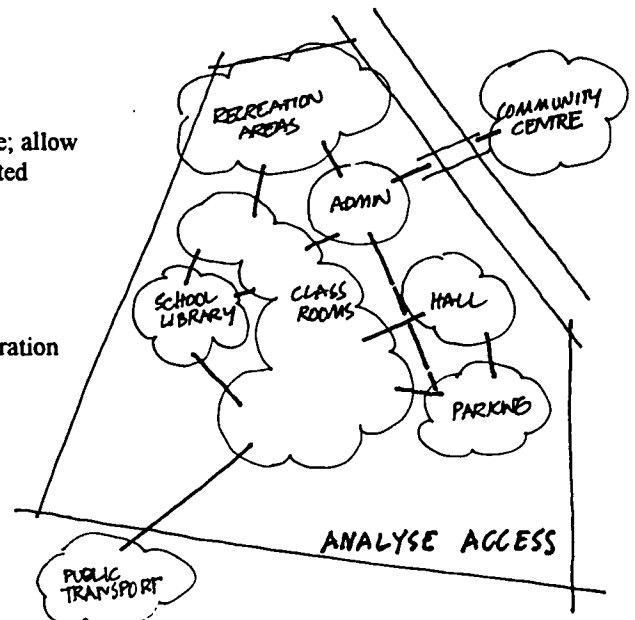 e; allow
ted
ration
RECREATION
AREAS
COMMUNITY
CENTRE
ADMIN
SCHOOL
LIBRARY
CLASS
ROOMS
HALL
PARKING
ANALYSE ACCESS
PUBLIC
TRANSPORT